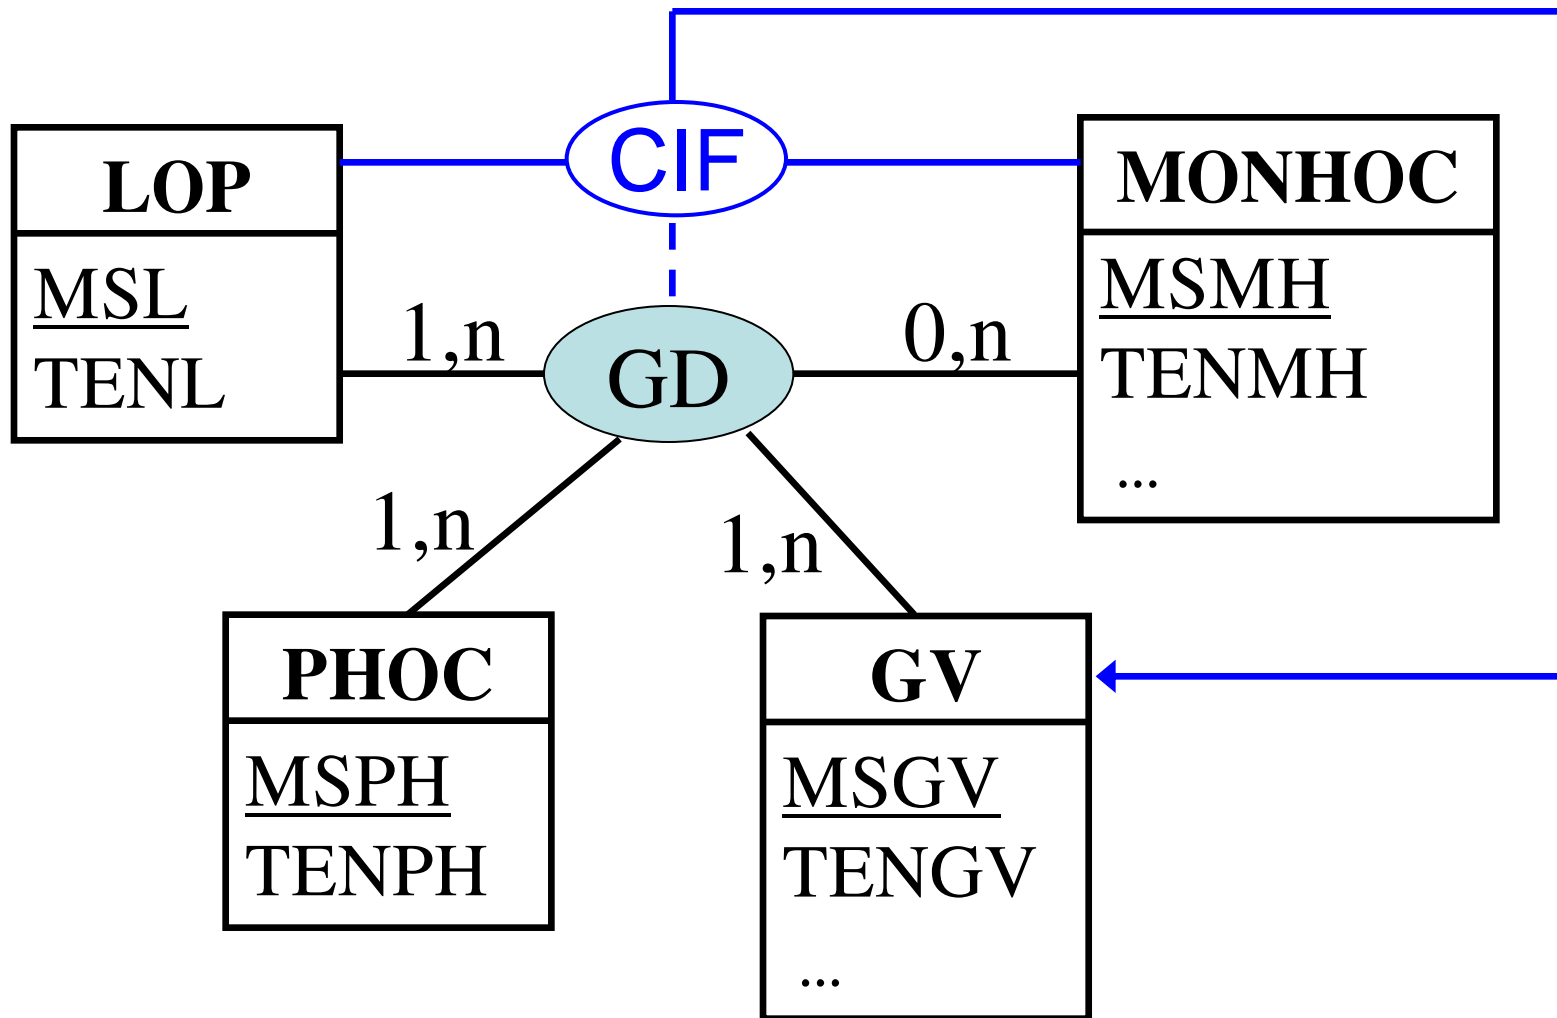 CIF
LOP
MSL
TENL
MONHOC
MSMH
TENMH
...
1,n
GD
0,n
1,n
1,n
PHOC
MSPH
TENPH
GV
MSGV
TENGV
...